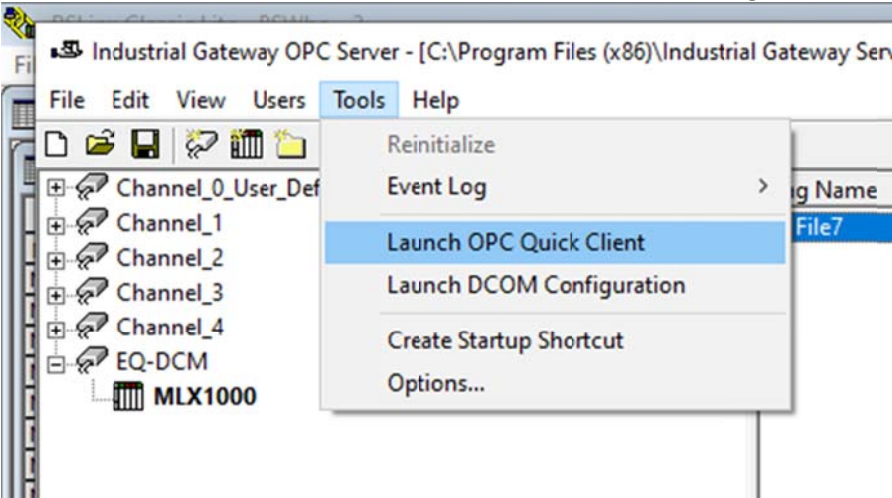 Industrial Gateway OPC Server - [C:\Program Files (x86)\Industrial Gateway Serv
File Edit View Users Tools Help
Reinitialize
Event Log
Launch OPC Quick Client
Launch DCOM Configuration
Create Startup Shortcut
Options...
Channel_0_User_Def
Channel_1
Channel_2
Channel_3
Channel_4
EQ-DCM
MLX1000
ag Name
File7